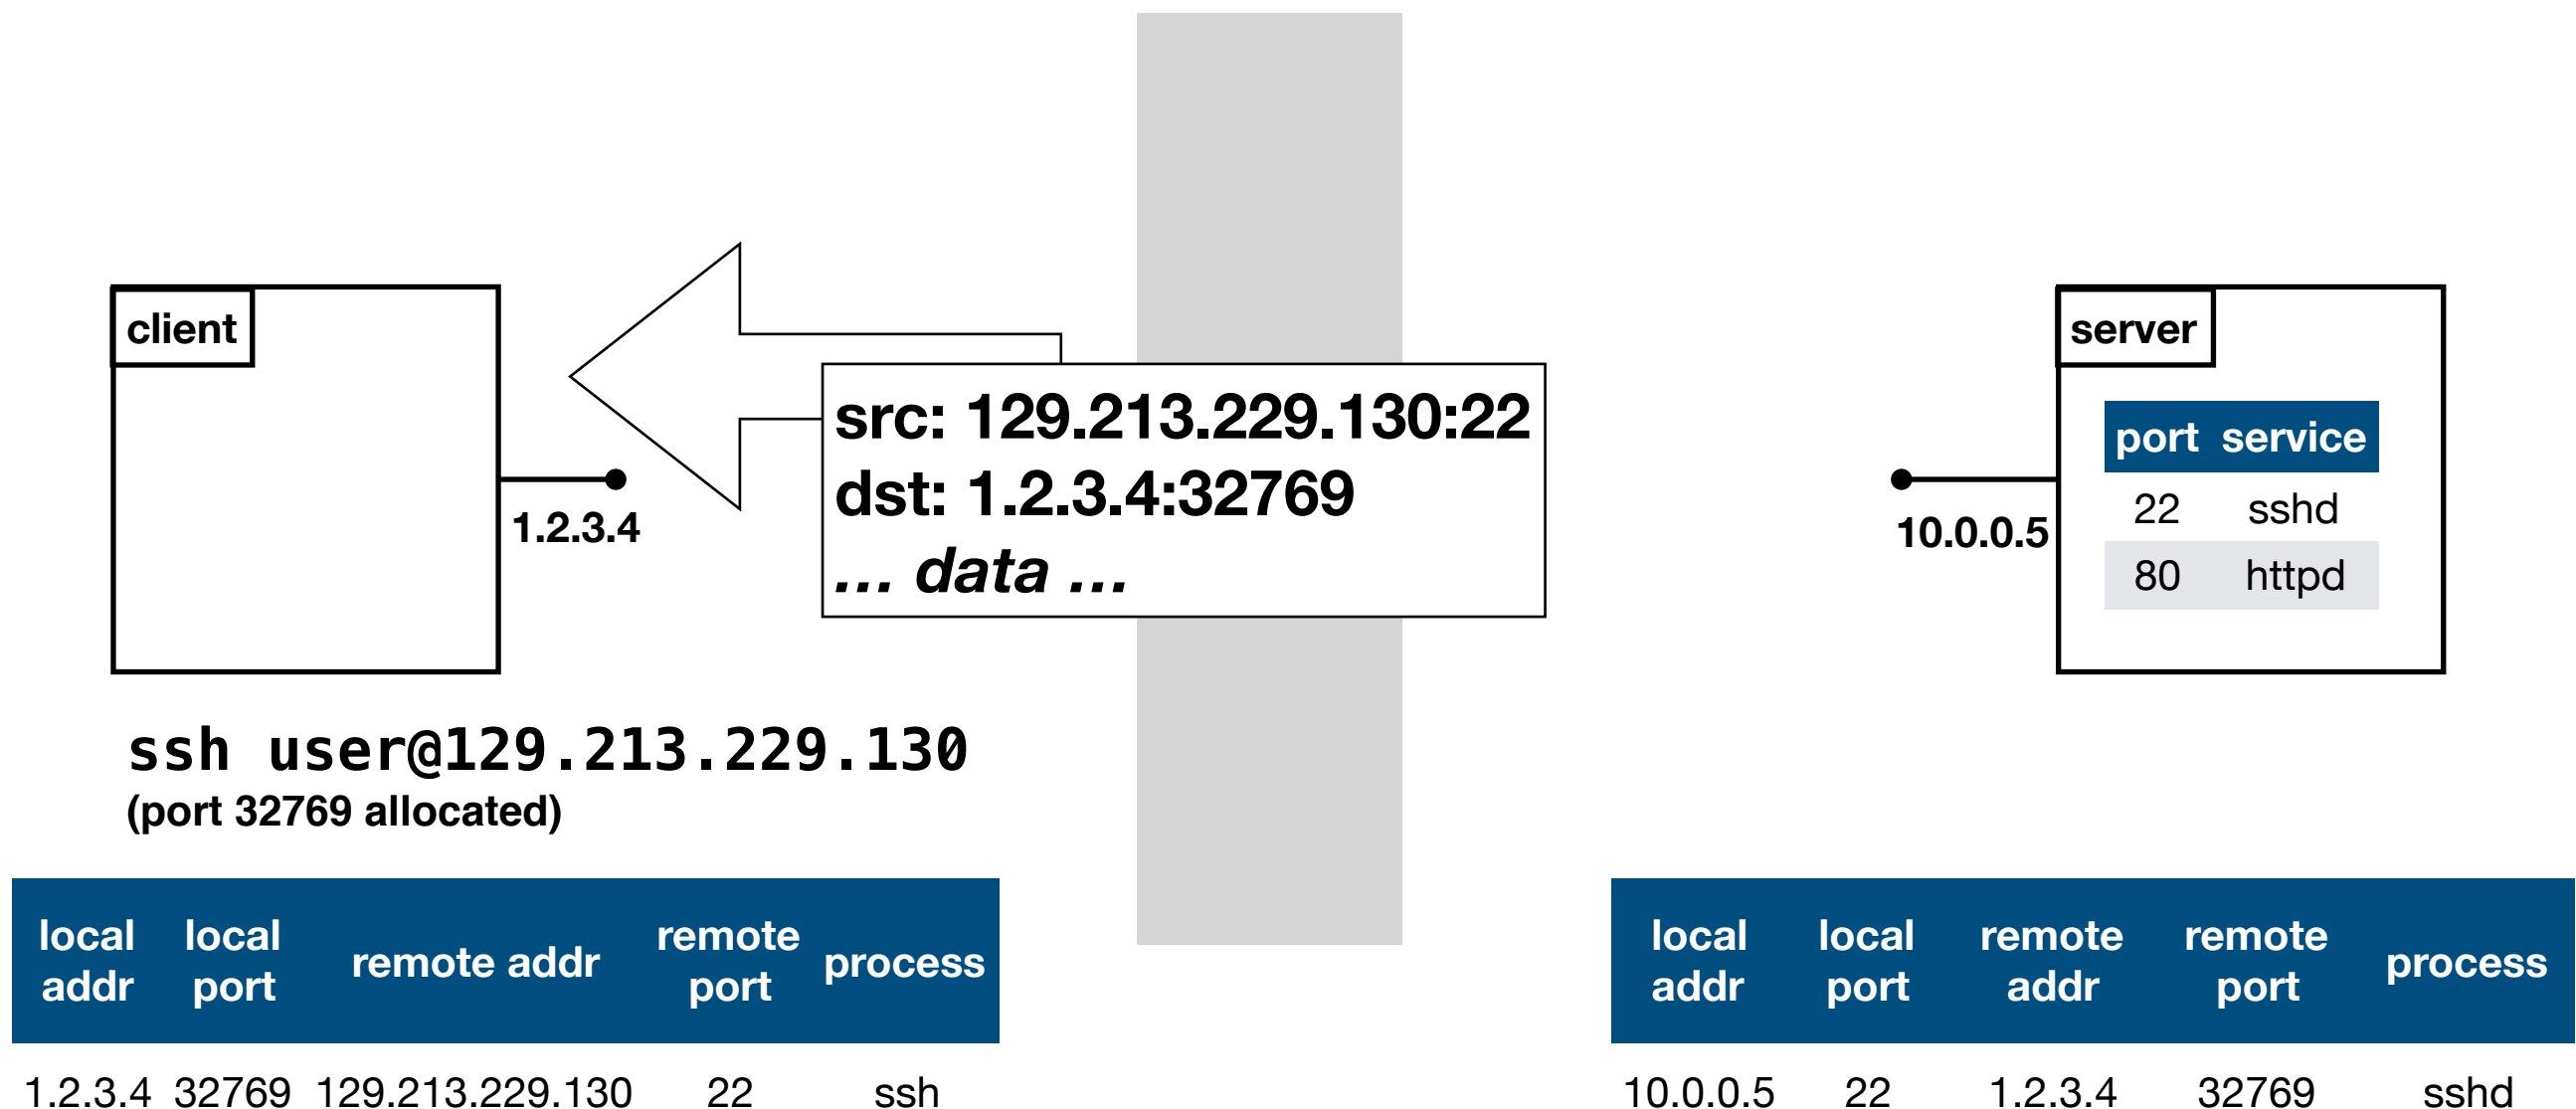 client
server
port service
22 sshd
80 httpd
src: 129.213.229.130:22
dst: 1.2.3.4:32769
... data ...
1.2.3.4
10.0.0.5
ssh user@129.213.229.130
(port 32769 allocated)
local addr local port remote addr remote port process
1.2.3.4 32769 129.213.229.130 22 ssh
local addr local port remote addr remote port process
10.0.0.5 22 1.2.3.4 32769 sshd